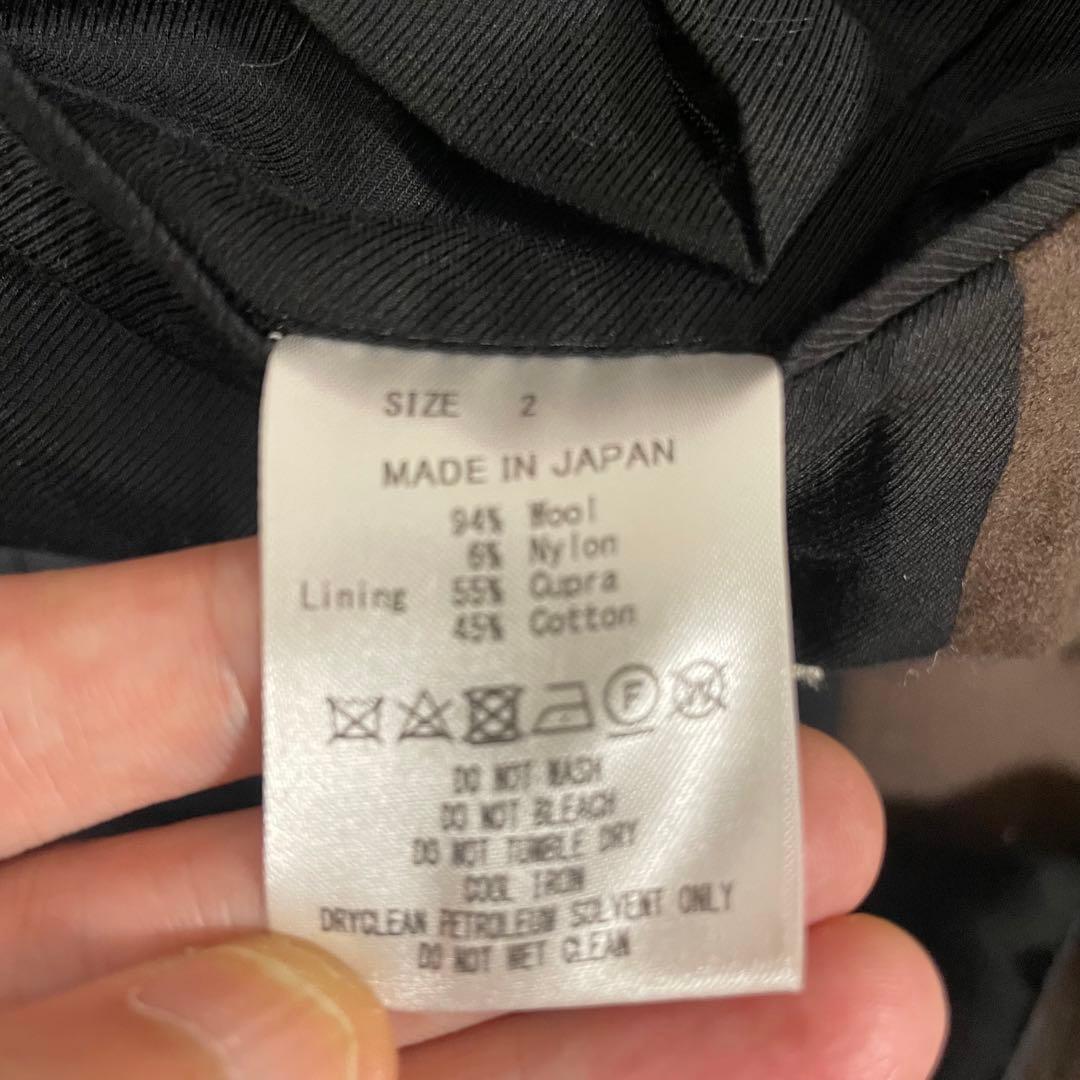 SIZE 2
MADE IN JAPAN
94% Wool
6% Nylon
Lining 55% Cupra
45% Cotton
F
W
DO NOT WASH
DO NOT BLEACH
DO NOT TUMBLE DRY
COOL IRON
DRYCLEAN PETROLEUM SOLVENT ONLY
DO NOT WET CLEAN